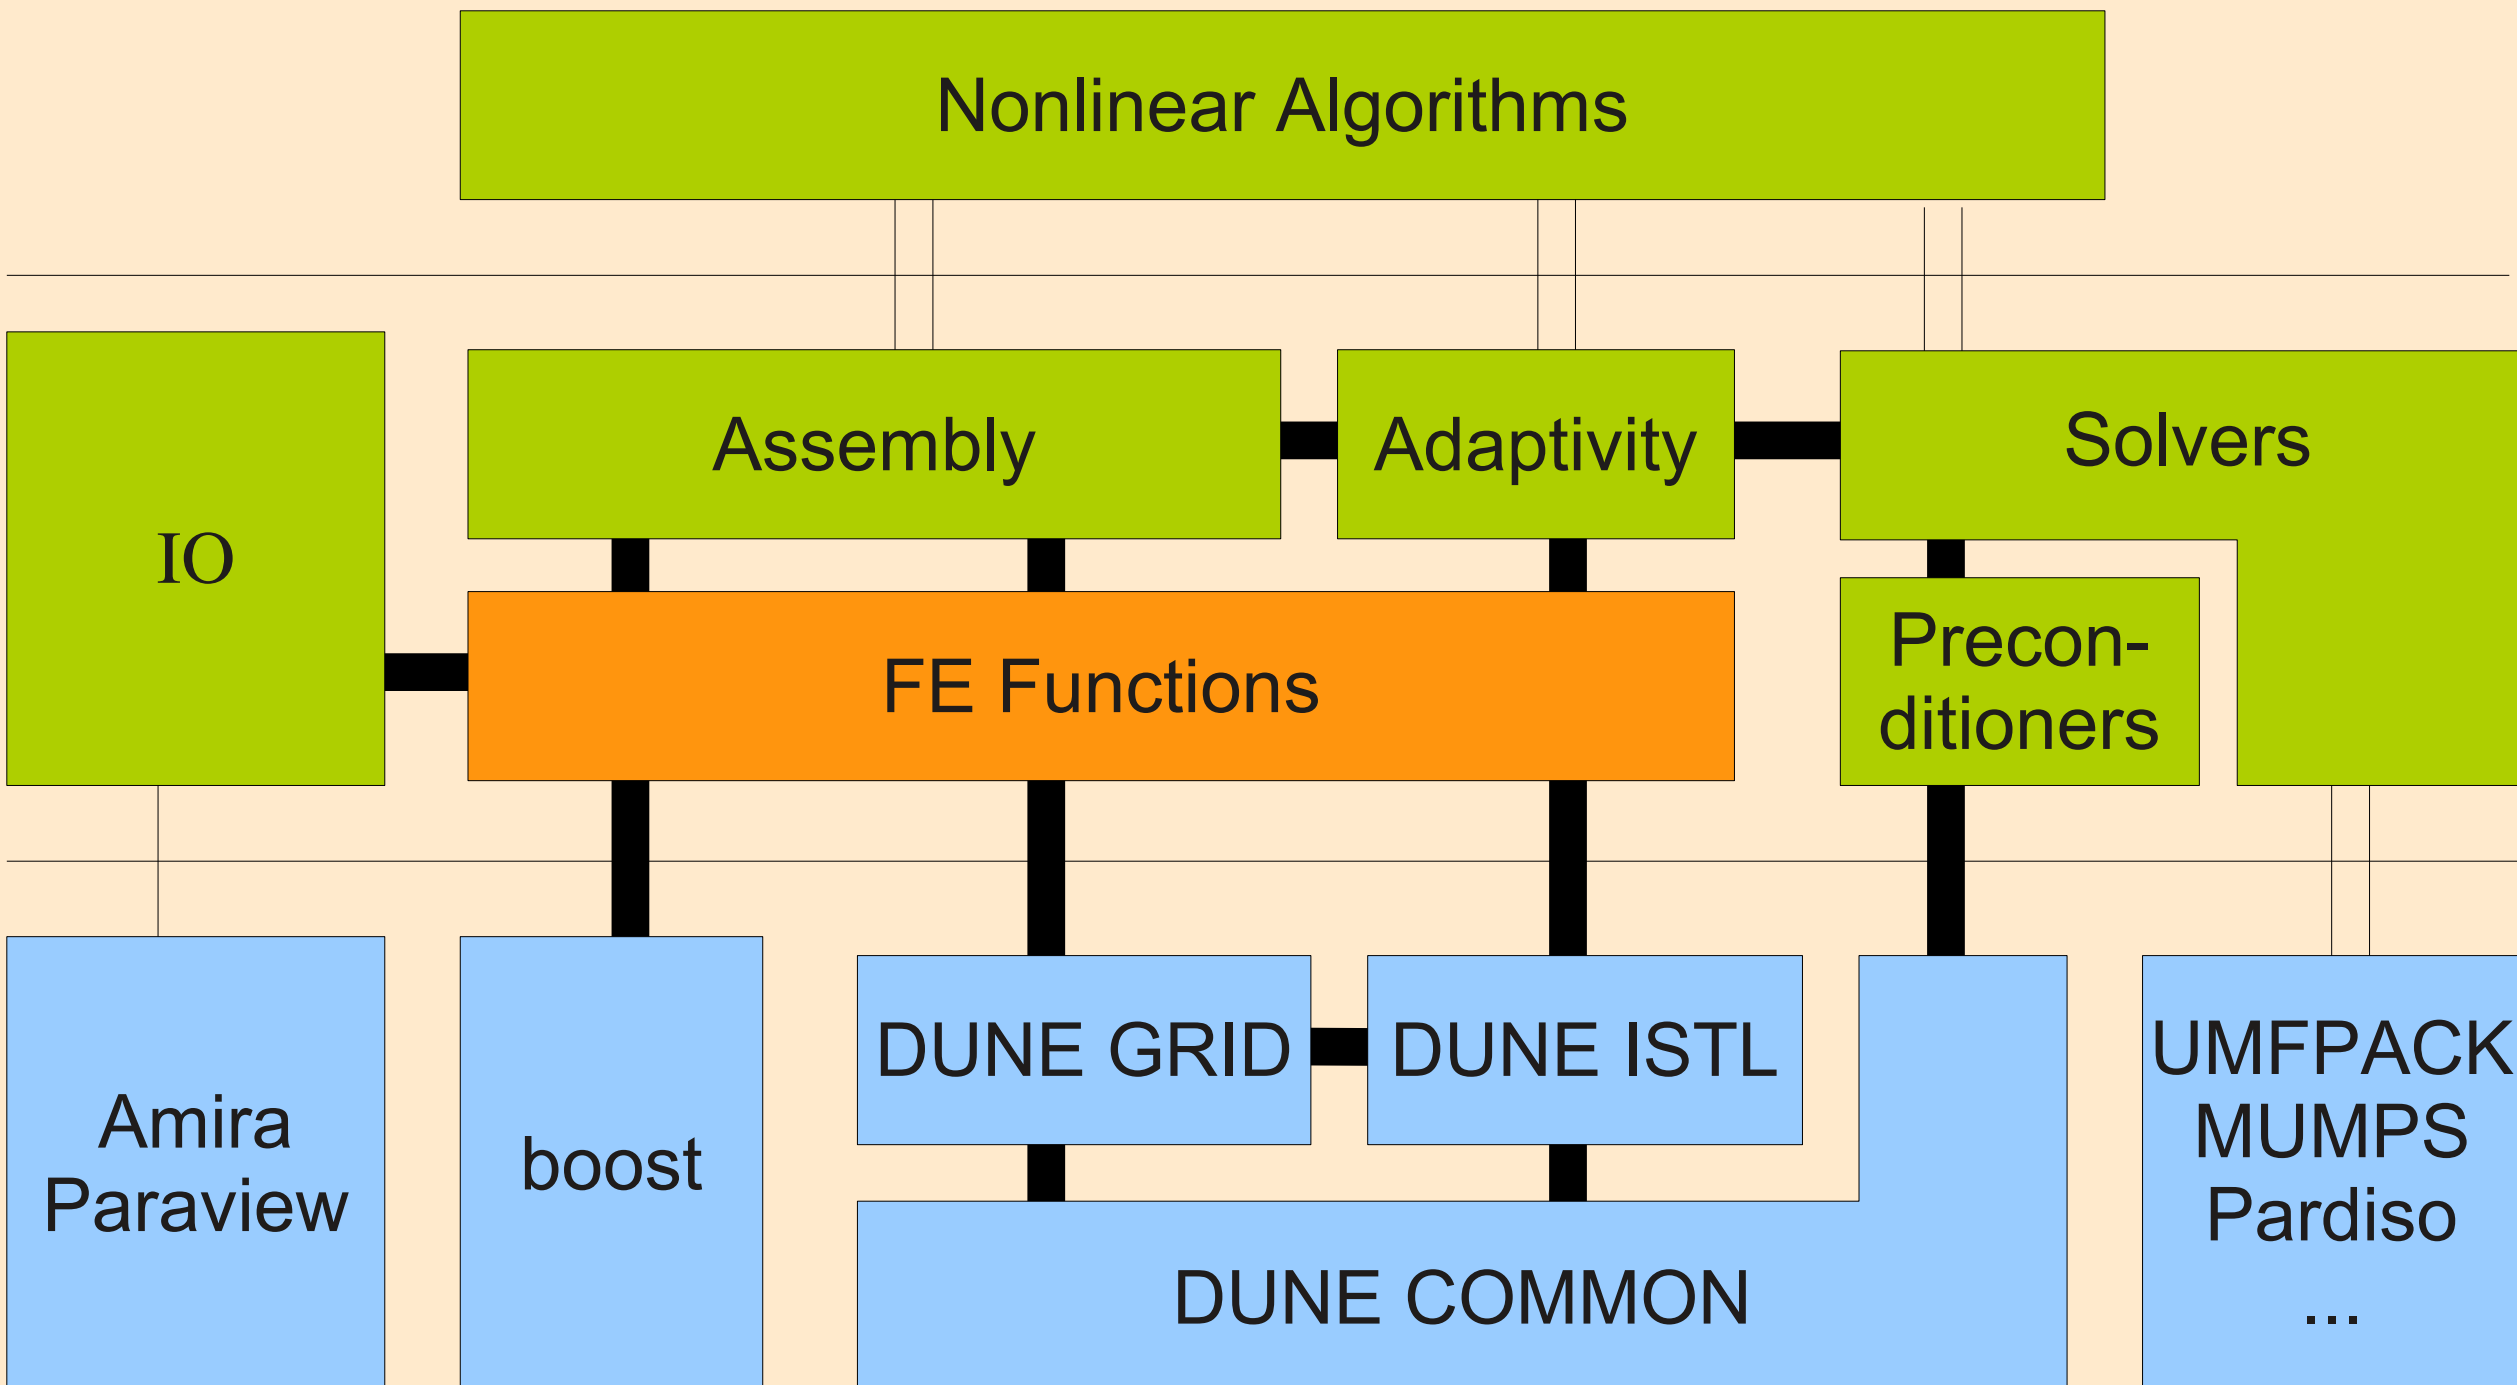 Nonlinear Algorithms
IO
Assembly
Adaptivity
Solvers
FE Functions
Precon-
ditioners
Amira
Paraview
boost
DUNE GRID
DUNE ISTL
DUNE COMMON
UMFPACK
MUMPS
Pardiso
...